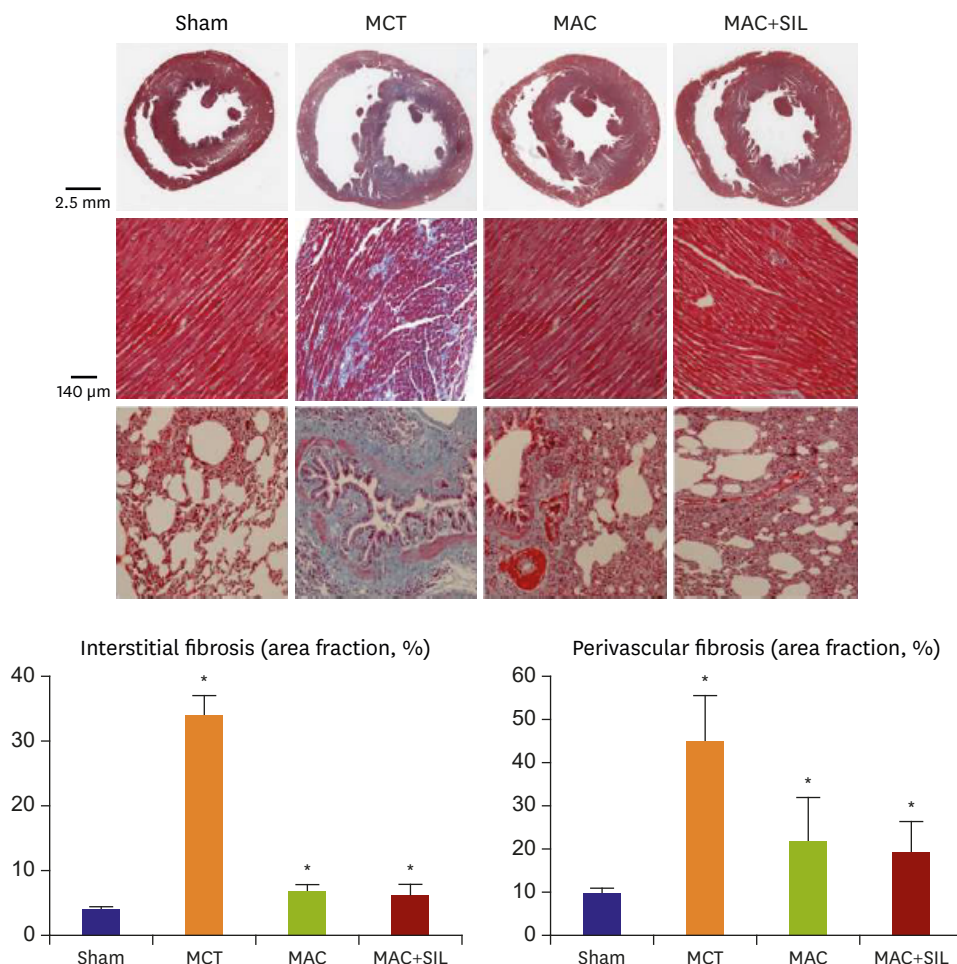 Sham MCT MAC MAC+SIL
2.5 mm
140 µm
Interstitial fibrosis (area fraction, %)
40
30
20
10
0
*
*
*
Sham MCT MAC MAC+SIL
Perivascular fibrosis (area fraction, %)
60
50
40
30
20
10
0
*
*
*
Sham MCT MAC MAC+SIL